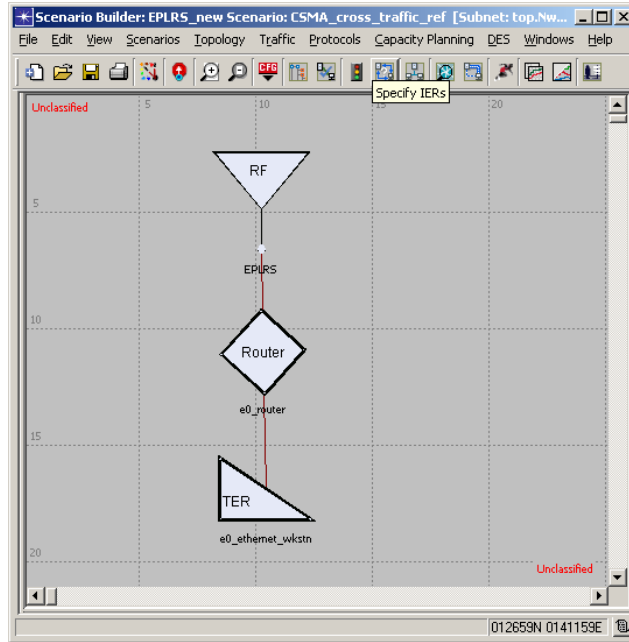 Scenario Builder: EPLRS_new Scenario: CSMA_cross_traffic_ref [Subnet: top.Nw...
File Edit View Scenarios Topology Traffic Protocols Capacity Planning DES Windows Help
CFG
Specify IERs
Unclassified
5
10
15
20
RF
5
EPLRS
10
Router
e0_router
15
TER
e0_ethernet_wkstn
20
Unclassified
012659N 0141159E